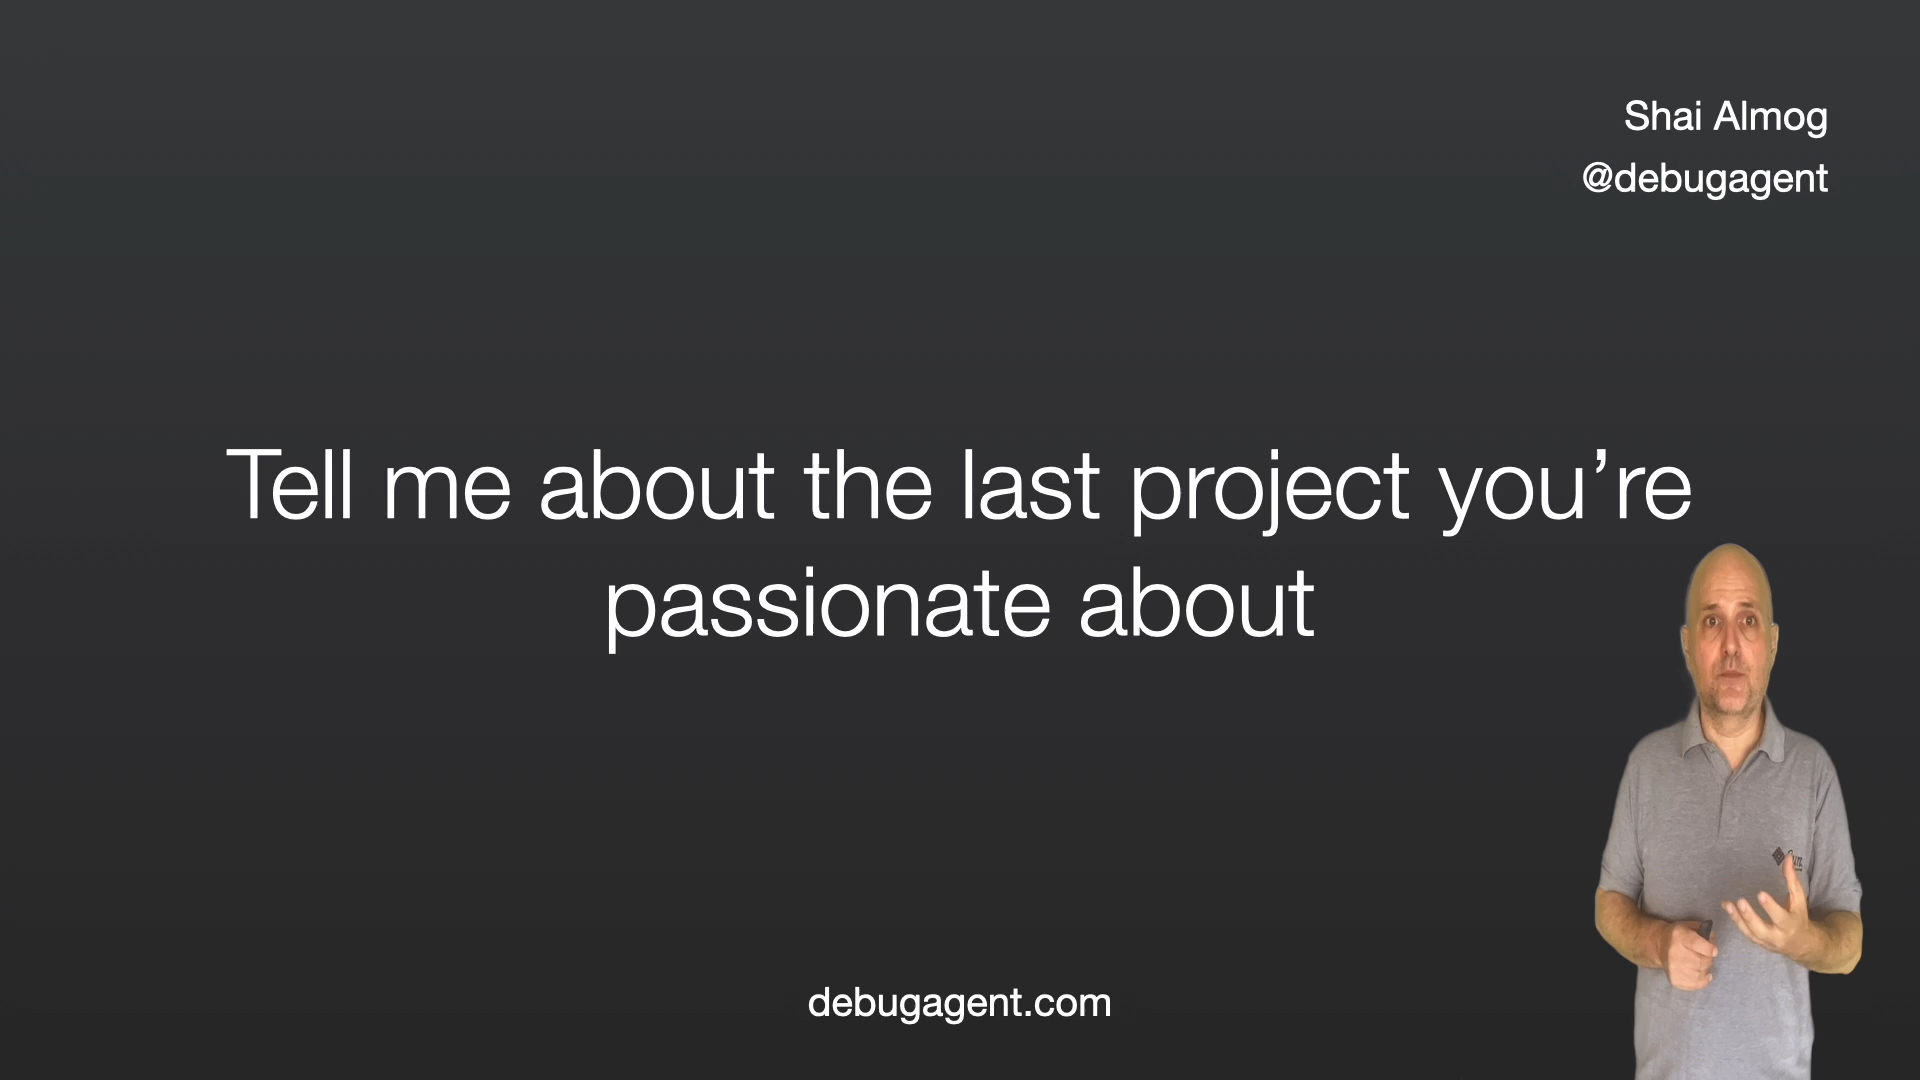 Shai Almog
@debugagent
Tell me about the last project you’re
passionate about
debugagent.com